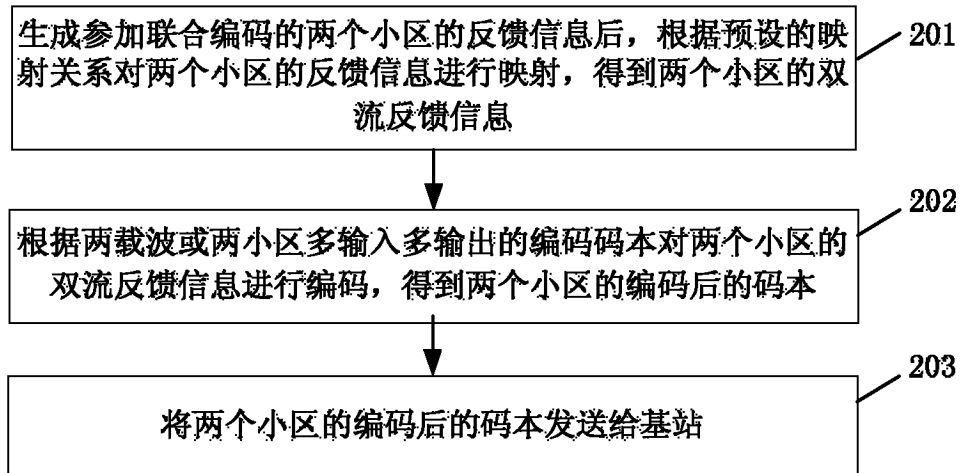 生成参加联合编码的两个小区的反馈信息后，根据预设的映
射关系对两个小区的反馈信息进行映射，得到两个小区的双
流反馈信息
201
根据两载波或两小区多输入多输出的编码码本对两个小区的
双流反馈信息进行编码，得到两个小区的编码后的码本
202
将两个小区的编码后的码本发送给基站
203